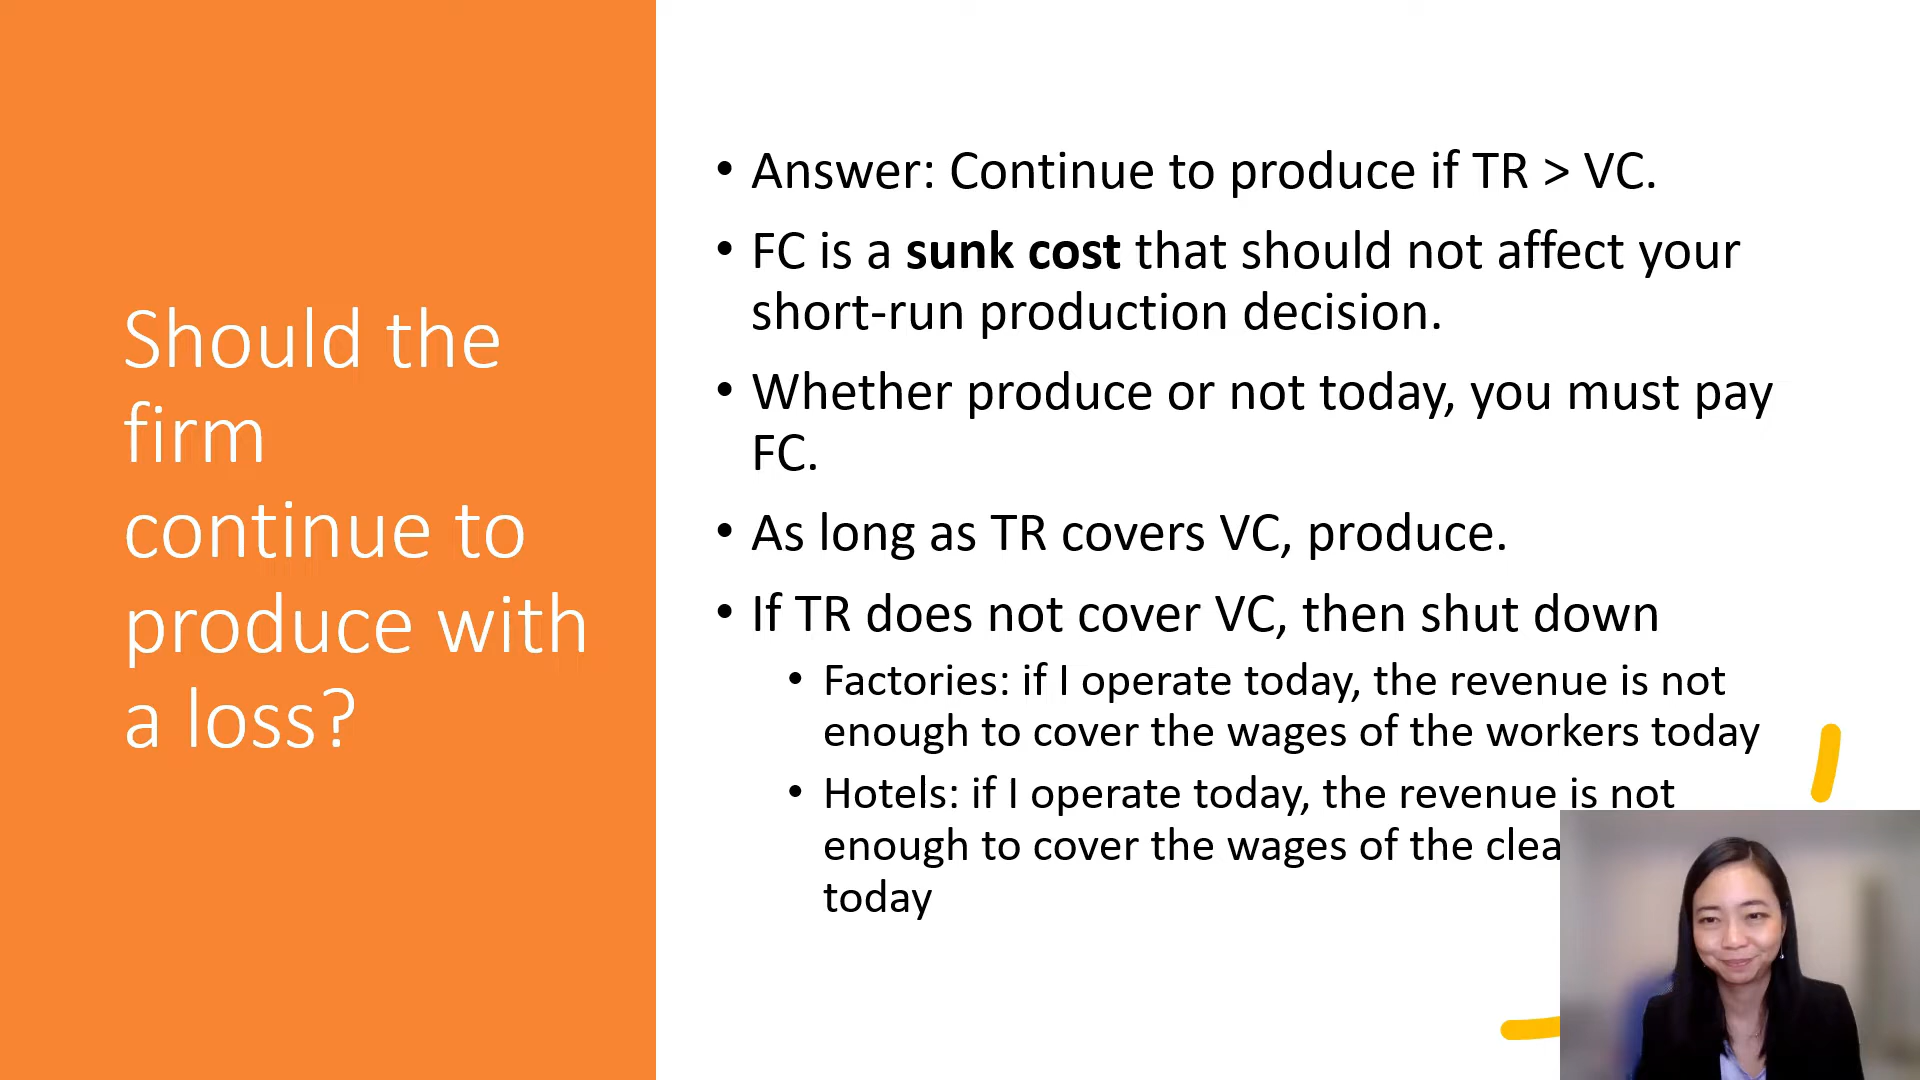 Should the
firm
continue to
produce with
a loss?
• Answer: Continue to produce if TR > VC.
• FC is a sunk cost that should not affect your
short-run production decision.
• Whether produce or not today, you must pay
FC.
• As long as TR covers VC, produce.
• If TR does not cover VC, then shut down
• Factories: if I operate today, the revenue is not
enough to cover the wages of the workers today
• Hotels: if I operate today, the revenue is not
enough to cover the wages of the
today